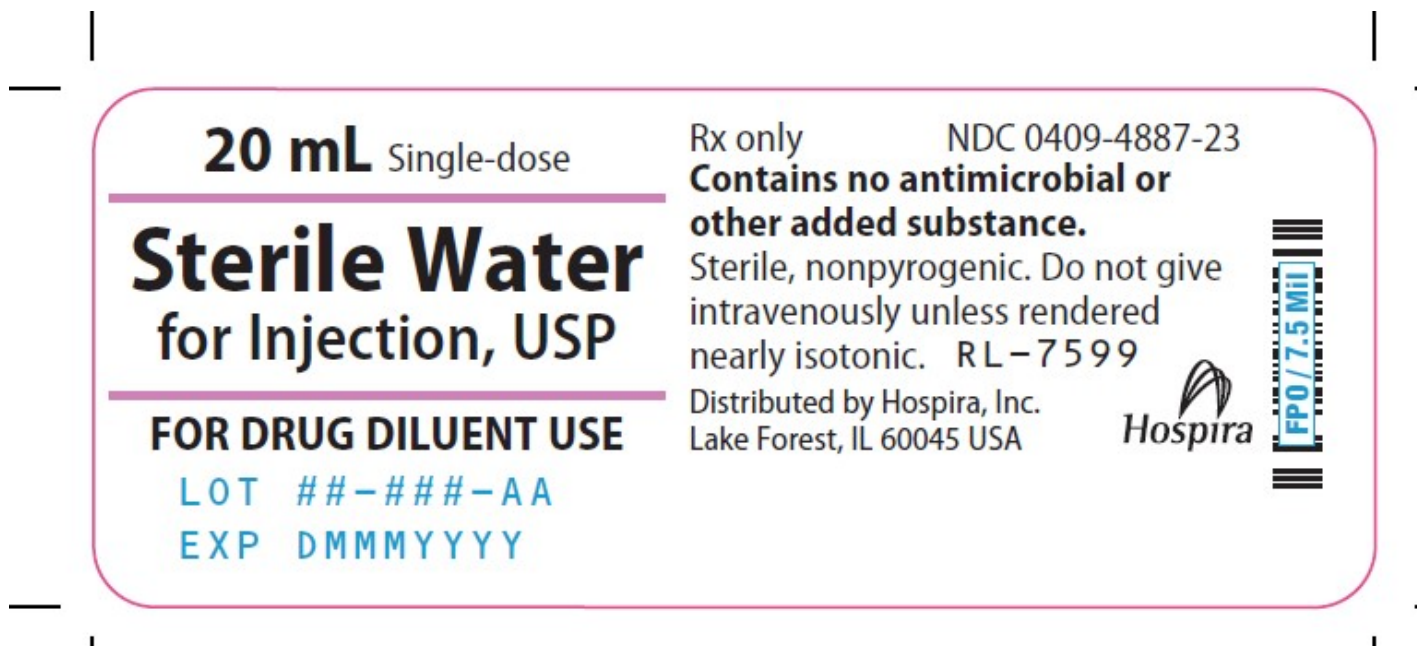 20 mL Single-dose
Sterile Water
for Injection, USP
FOR DRUG DILUENT USE
LOT ##-###-AA
EXP DMMMYYYY
Rx only NDC 0409-4887-23
Contains no antimicrobial or
other added substance.
Sterile, nonpyrogenic. Do not give
intravenously unless rendered
nearly isotonic. RL-7599
Distributed by Hospira, Inc.
Lake Forest, IL 60045 USA
Hospira
FPO / 7.5 Mil